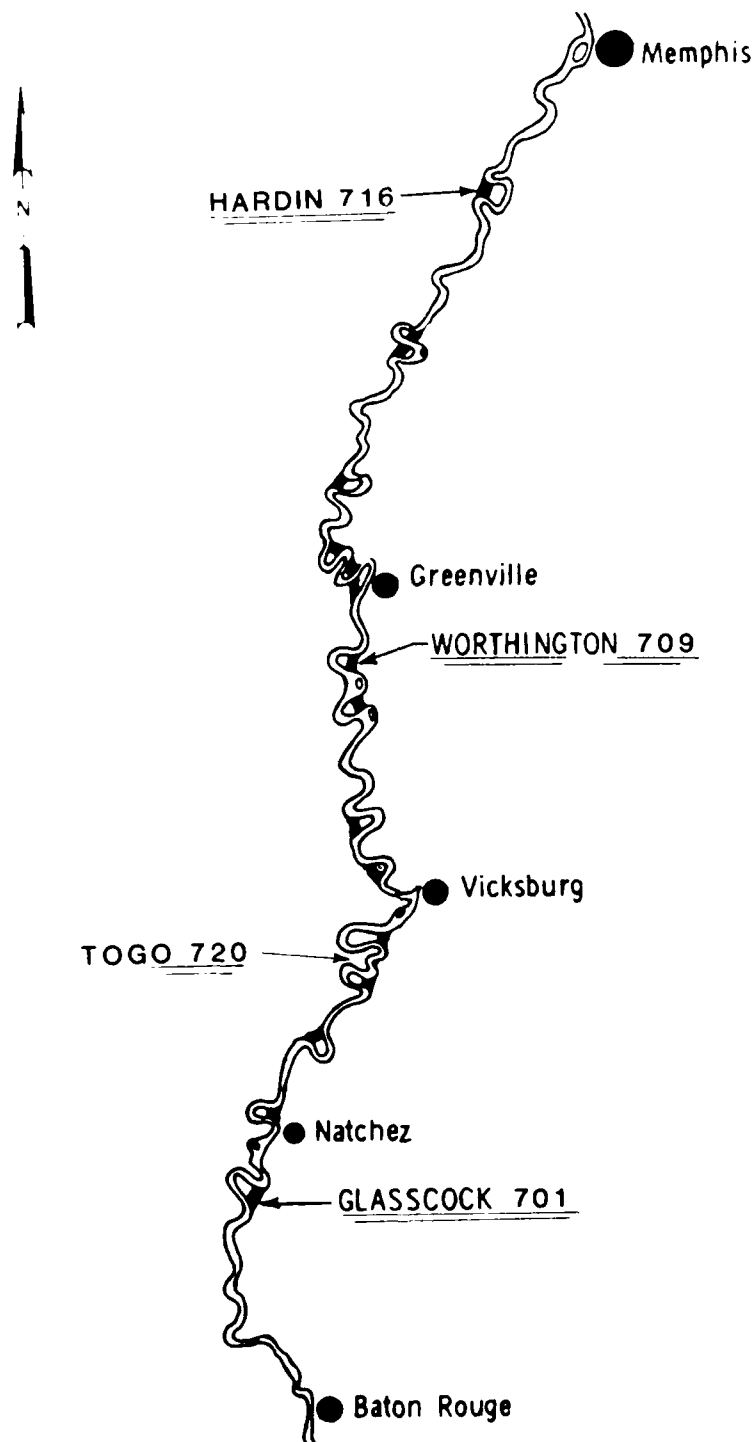 Memphis
N
HARDIN 716
Greenville
WORTHINGTON 709
Vicksburg
TOGO 720
Natchez
GLASSCOCK 701
Baton Rouge